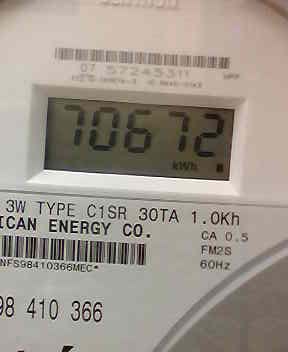 07 57245311
70672
kWh
3W TYPE C1SR 30TA 1.0Kh
ICAN ENERGY CO.
CA 0.5
FM2S
60Hz
NFS98410366MEC*
98 410 366